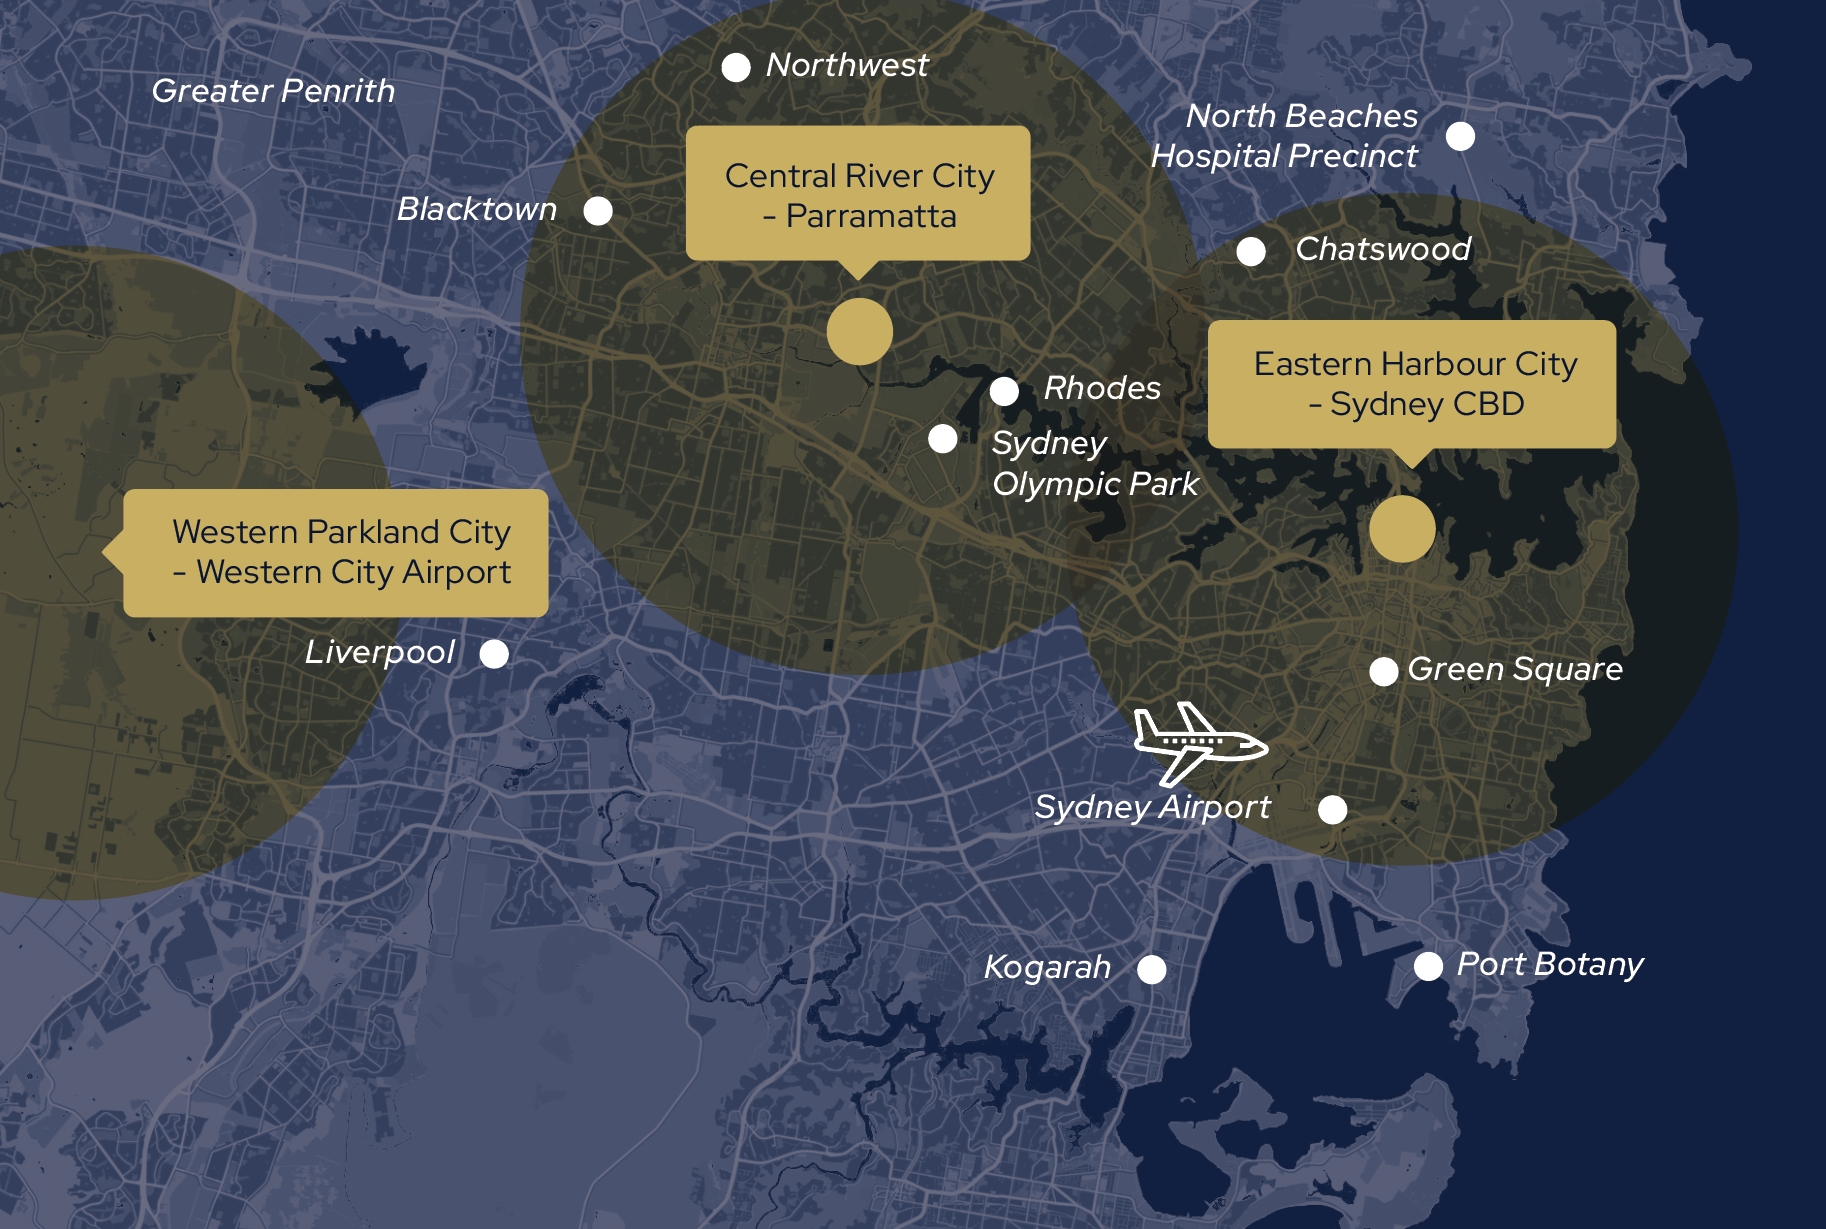 Northwest
Greater Penrith
North Beaches
Hospital Precinct
Central River City
- Parramatta
Blacktown
Chatswood
Eastern Harbour City
- Sydney CBD
Rhodes
Sydney
Olympic Park
Western Parkland City
- Western City Airport
Liverpool
Green Square
Sydney Airport
Kogarah
Port Botany